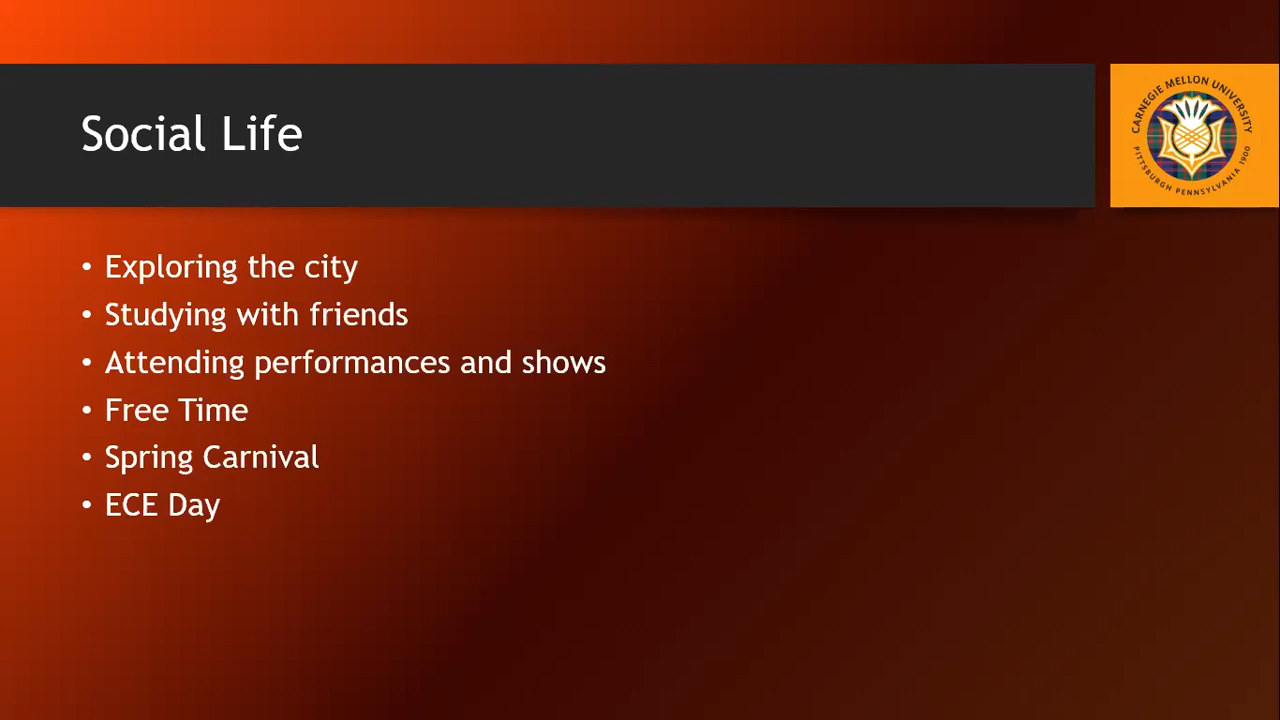 Social Life
CARNEGIE MELLON UNIVERSITY
PITTSBURGH PENNSYLVANIA 1900
• Exploring the city
• Studying with friends
• Attending performances and shows
• Free Time
• Spring Carnival
• ECE Day